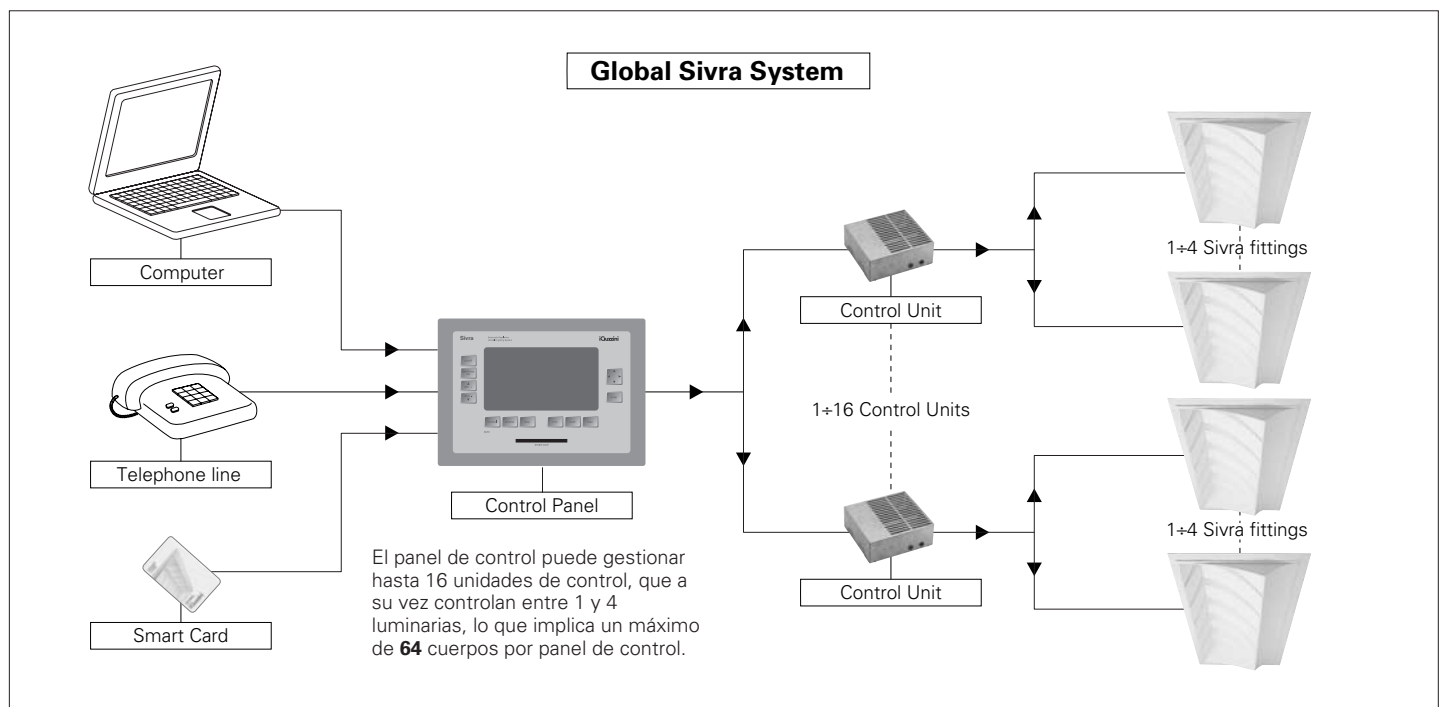 Global Sivra System
Computer
Telephone line
Smart Card
Sivra
iGuzzini
Control Panel
El panel de control puede gestionar
hasta 16 unidades de control, que a
su vez controlan entre 1 y 4
luminarias, lo que implica un máximo
de 64 cuerpos por panel de control.
Control Unit
1÷16 Control Units
Control Unit
1÷4 Sivra fittings
1÷4 Sivra fittings